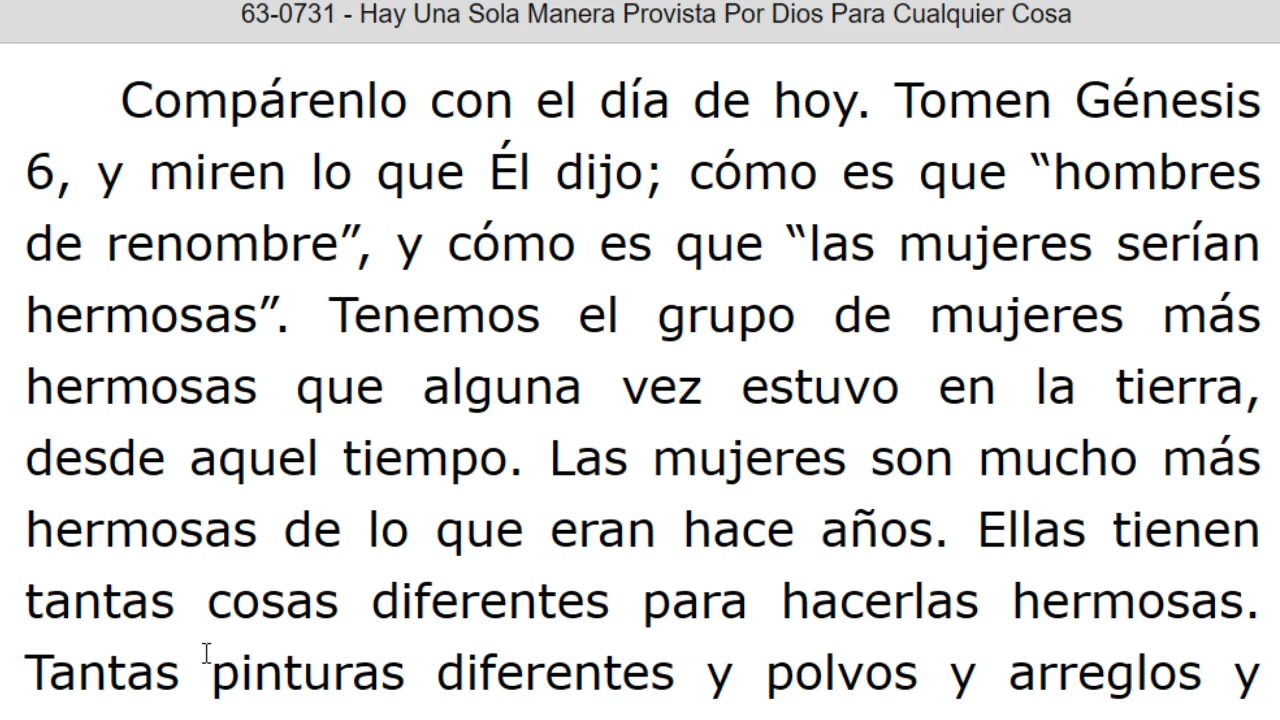 63-0731 - Hay Una Sola Manera Provista Por Dios Para Cualquier Cosa
Compárenlo con el día de hoy. Tomen Génesis
6, y miren lo que Él dijo; cómo es que “hombres
de renombre”, y cómo es que “las mujeres serían
hermosas”. Tenemos el grupo de mujeres más
hermosas que alguna vez estuvo en la tierra,
desde aquel tiempo. Las mujeres son mucho más
hermosas de lo que eran hace años. Ellas tienen
tantas cosas diferentes para hacerlas hermosas.
Tantas pinturas diferentes y polvos y arreglos y